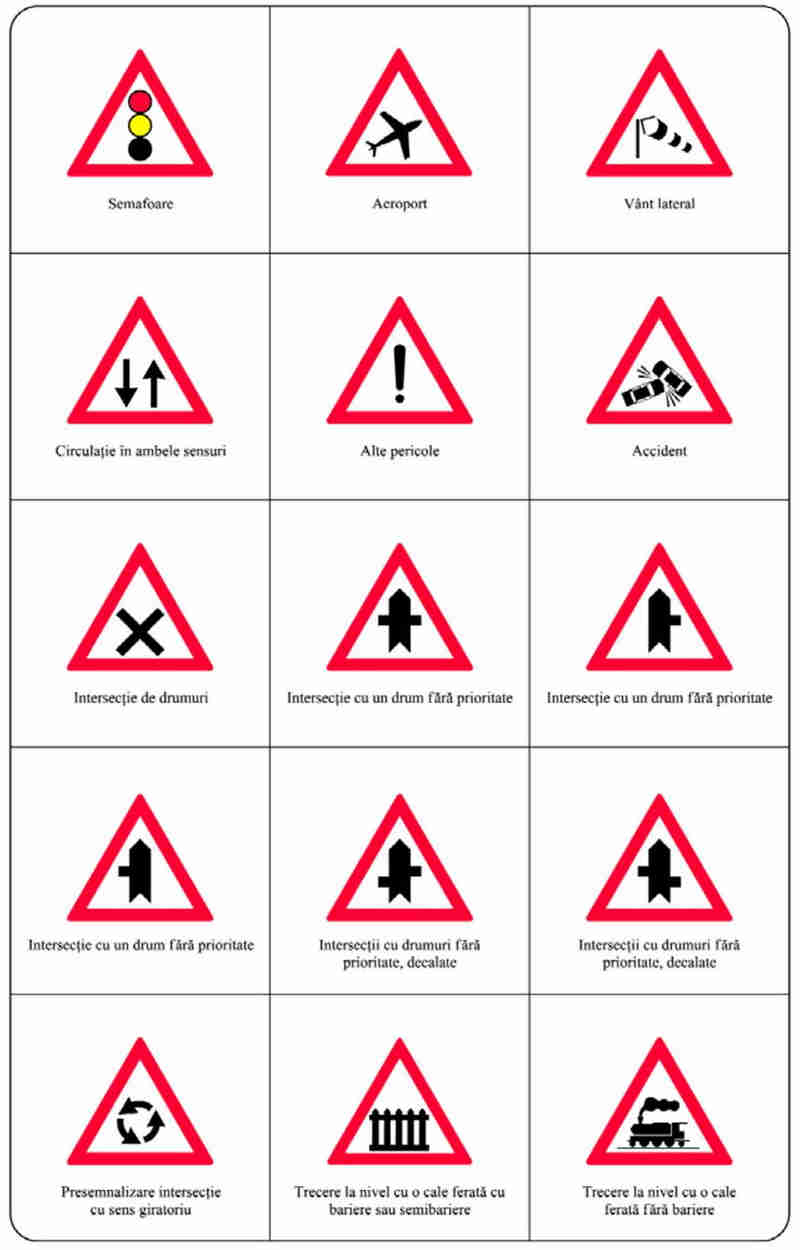 Semafoare
Aeroport
Vânt lateral
Circulație în ambele sensuri
Alte pericole
Accident
Intersecție de drumuri
Intersecție cu un drum fără prioritate
Intersecție cu un drum fără prioritate
Intersecție cu un drum fără prioritate
Intersecții cu drumuri fără
prioritate, decalate
Intersecții cu drumuri fără
prioritate, decalate
Presemnalizare intersecție
cu sens giratoriu
Trecere la nivel cu o cale ferată cu
bariere sau semibariere
Trecere la nivel cu o cale
ferată fără bariere